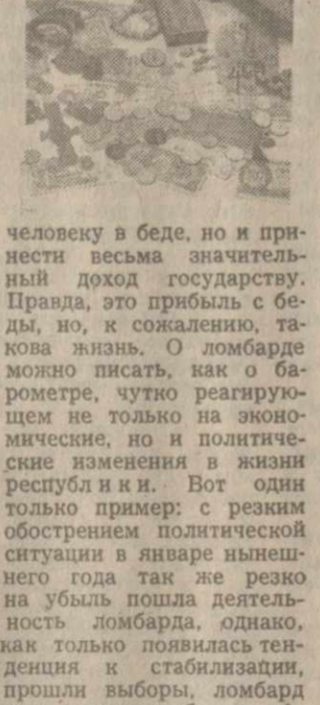 человеку в беде, но и при-
нести весьма значитель-
ный доход государству.
Правда, это прибыль с бе-
ды, но, к сожалению, та-
кова жизнь. О ломбарде
можно писать, как о ба-
рометре, чутко реагирую-
щем не только на эконо-
мические, но и политиче-
ские изменения в жизни
республ и к и. Вот один
только пример: с резким
обострением политической
ситуации в январе нынеш-
него года так же резко
на убыль пошла деятель-
ность ломбарда, однако,
как только появилась тен-
денция к стабилизации,
прошли выборы, ломбард